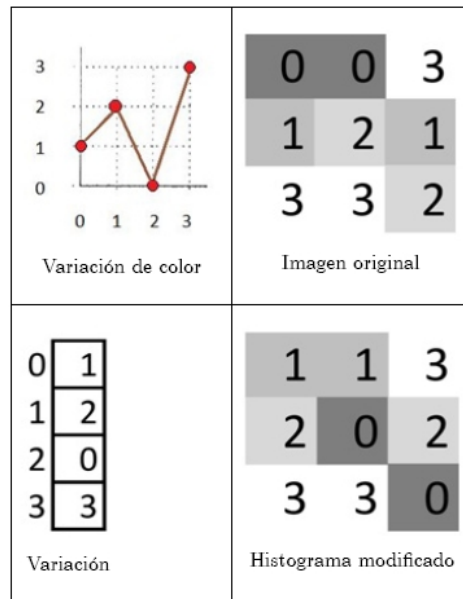 3
2
1
0
0 1 2 3
Variación de color
0 0 3
1 2 1
3 3 2
Imagen original
0 1
1 2
2 0
3 3
Variación
1 1 3
2 0 2
3 3 0
Histograma modificado